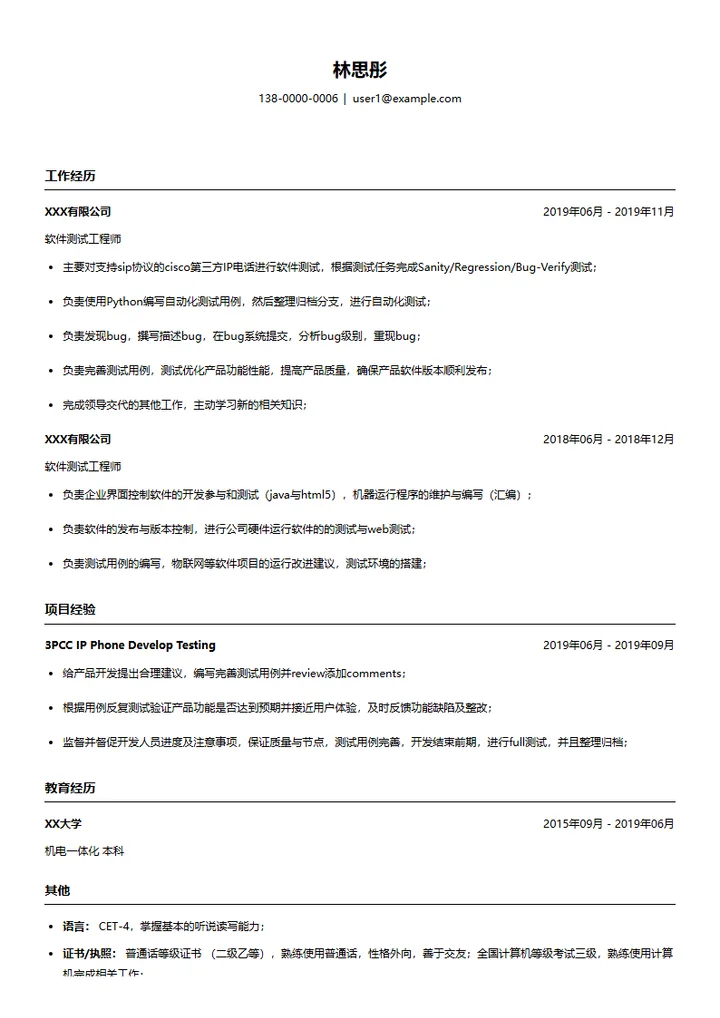 林思彤
138-0000-0006 | user1@example.com
工作经历
XXX有限公司 2019年06月 - 2019年11月
软件测试工程师
• 主要对支持sip协议的cisco第三方IP电话进行软件测试，根据测试任务完成Sanity/Regression/Bug-Verify测试；
• 负责使用Python编写自动化测试用例，然后整理归档分支，进行自动化测试；
• 负责发现bug，撰写描述bug，在bug系统提交，分析bug级别，重现bug；
• 负责完善测试用例，测试优化产品功能性能，提高产品质量，确保产品软件版本顺利发布；
• 完成领导交代的其他工作，主动学习新的相关知识；
XXX有限公司 2018年06月 - 2018年12月
软件测试工程师
• 负责企业界面控制软件的开发参与和测试（java与html5），机器运行程序的维护与编写（汇编）；
• 负责软件的发布与版本控制，进行公司硬件运行软件的的测试与web测试；
• 负责测试用例的编写，物联网等软件项目的运行改进建议，测试环境的搭建；
项目经验
3PCC IP Phone Develop Testing 2019年06月 - 2019年09月
• 给产品开发提出合理建议，编写完善测试用例并review添加comments；
• 根据用例反复测试验证产品功能是否达到预期并接近用户体验，及时反馈功能缺陷及整改；
• 监督并督促开发人员进度及注意事项，保证质量与节点，测试用例完善，开发结束前期，进行full测试，并且整理归档；
教育经历
XX大学 2015年09月 - 2019年06月
机电一体化 本科
其他
• 语言： CET-4，掌握基本的听说读写能力；
• 证书/执照： 普通话等级证书 （二级乙等），熟练使用普通话，性格外向，善于交友；全国计算机等级考试三级，熟练使用计算
机完成相关工作；